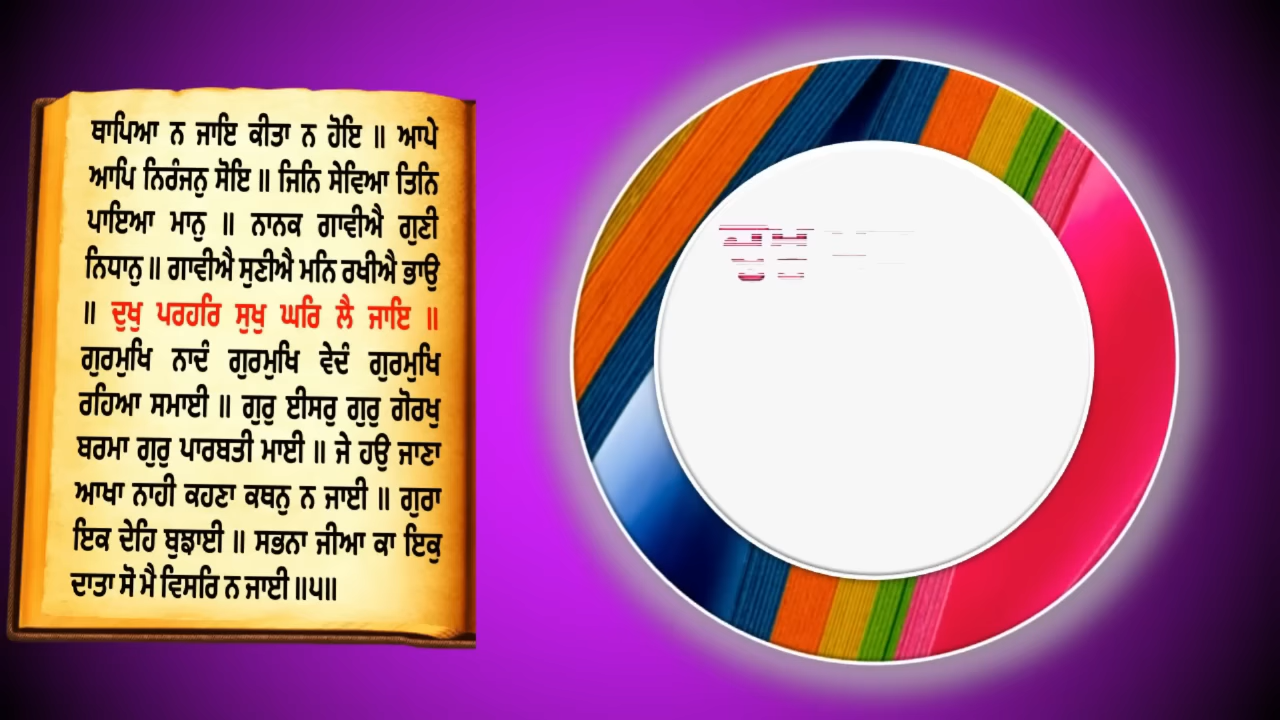 ਥਾਪਿਆ ਨ ਜਾਇ ਕੀਤਾ ਨ ਹੋਇ ॥ ਆਪੇ
ਆਪਿ ਨਿਰੰਜਨੁ ਸੋਇ ॥ ਜਿਨਿ ਸੇਵਿਆ ਤਿਨਿ
ਪਾਇਆ ਮਾਨੁ ॥ ਨਾਨਕ ਗਾਵੀਐ ਗੁਣੀ
ਨਿਧਾਨੁ ॥ ਗਾਵੀਐ ਸੁਣੀਐ ਮਨਿ ਰਖੀਐ ਭਾਉ
॥ ਦੁਖੁ ਪਰਹਰਿ ਸੁਖੁ ਘਰਿ ਲੈ ਜਾਇ ॥
ਗੁਰਮੁਖਿ ਨਾਦੰ ਗੁਰਮੁਖਿ ਵੇਦੰ ਗੁਰਮੁਖਿ
ਰਹਿਆ ਸਮਾਈ ॥ ਗੁਰੁ ਈਸਰੁ ਗੁਰੁ ਗੋਰਖੁ
ਬਰਮਾ ਗੁਰੁ ਪਾਰਬਤੀ ਮਾਈ ॥ ਜੇ ਹਉ ਜਾਣਾ
ਆਖਾ ਨਾਹੀ ਕਹਣਾ ਕਥਨੁ ਨ ਜਾਈ ॥ ਗੁਰਾ
ਇਕ ਦੇਹਿ ਬੁਝਾਈ ॥ ਸਭਨਾ ਜੀਆ ਕਾ ਇਕੁ
ਦਾਤਾ ਸੋ ਮੈ ਵਿਸਰਿ ਨ ਜਾਈ ॥੫॥